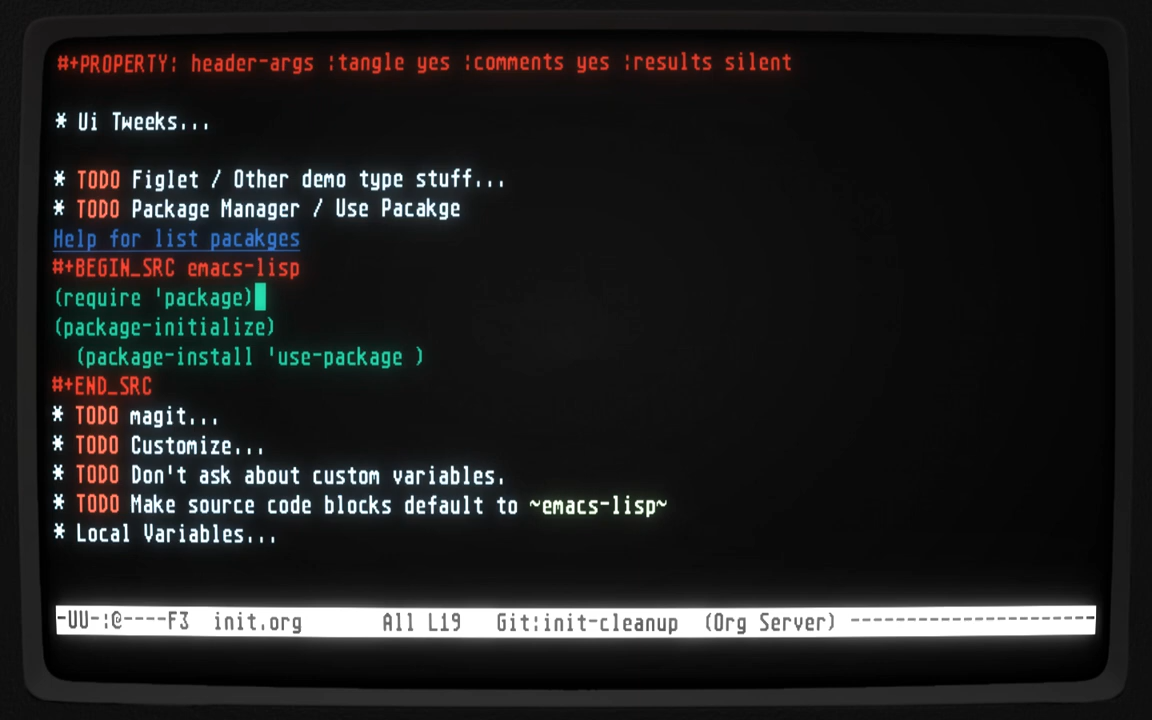 #+PROPERTY: header-args :tangle yes :comments yes :results silent
* Ui Tweeks...
* TODO Figlet / Other demo type stuff...
* TODO Package Manager / Use Pacakge
Help for list pacakges
#+BEGIN_SRC emacs-lisp
(require 'package)
(package-initialize)
  (package-install 'use-package )
#+END_SRC
* TODO magit...
* TODO Customize...
* TODO Don't ask about custom variables.
* TODO Make source code blocks default to ~emacs-lisp~
* Local Variables...
-UU-:@----F3  init.org       All L19   Git:init-cleanup  (Org Server) ----------------------